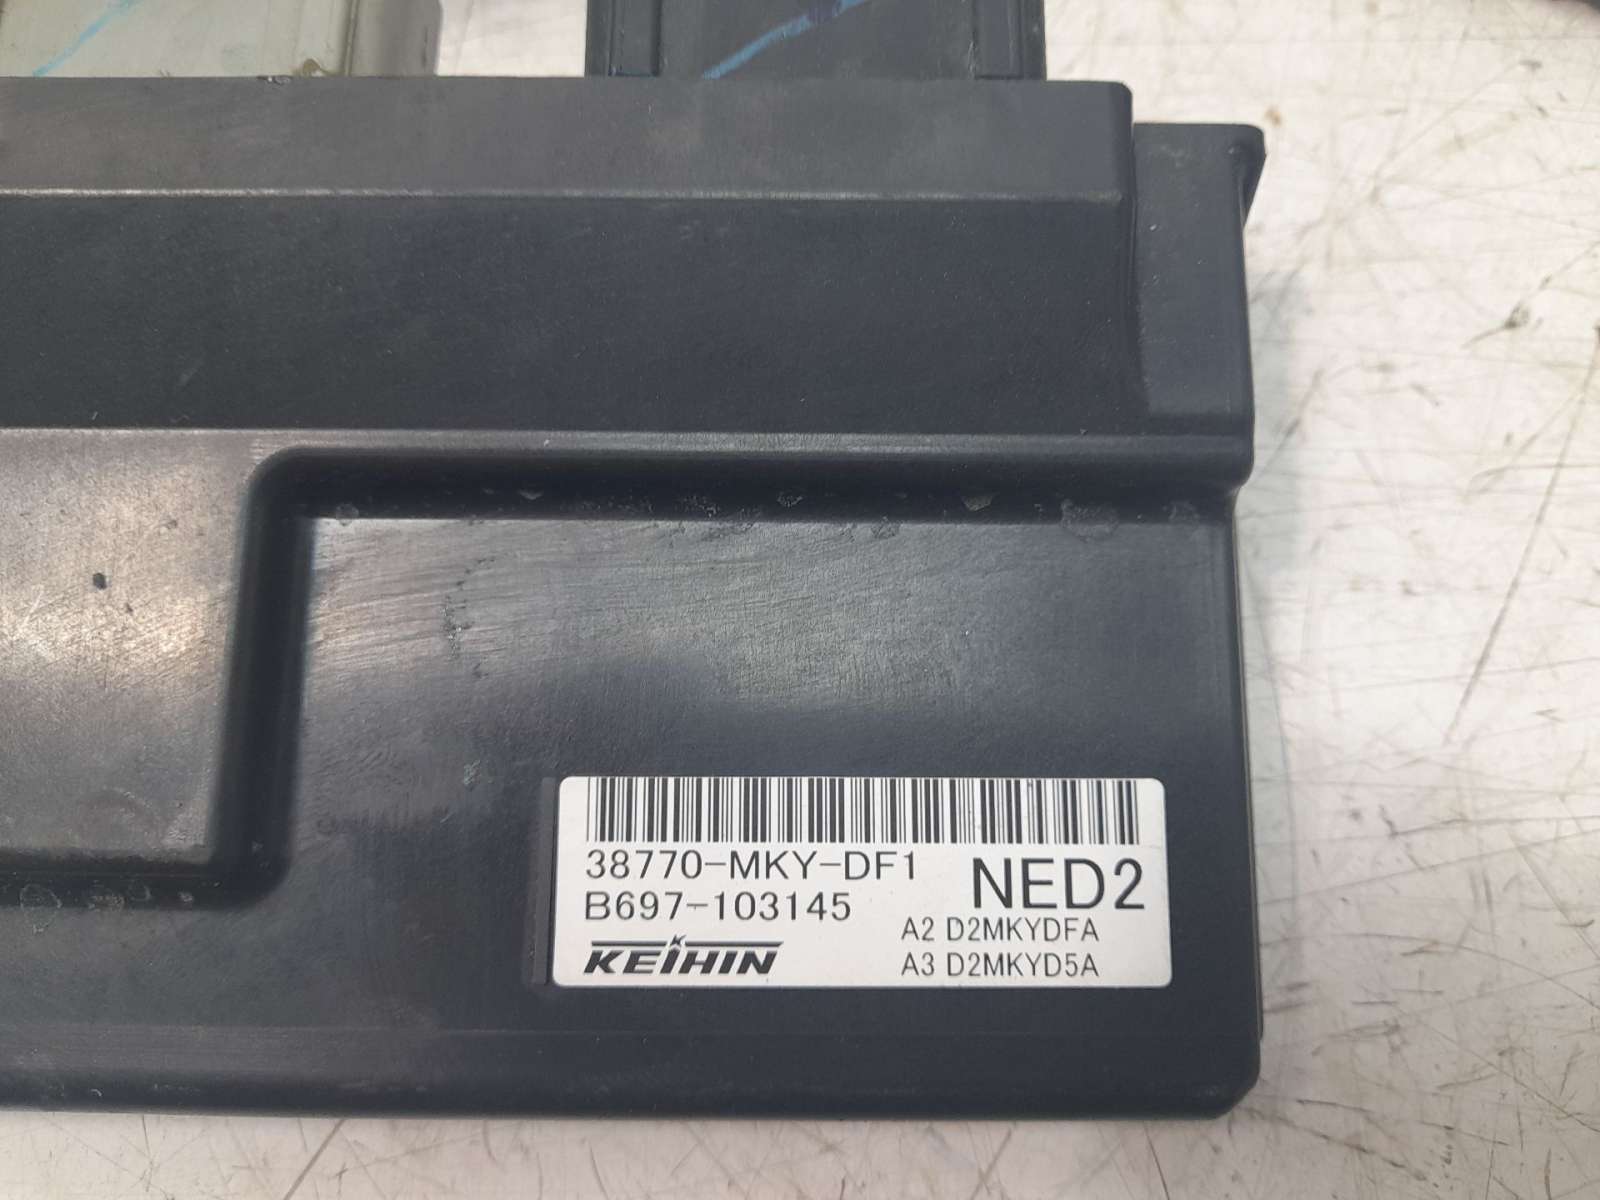 38770-MKY-DF1
NED2
B697-103145
A2 D2MKYDFA
KEIHIN
A3 D2MKYD5A